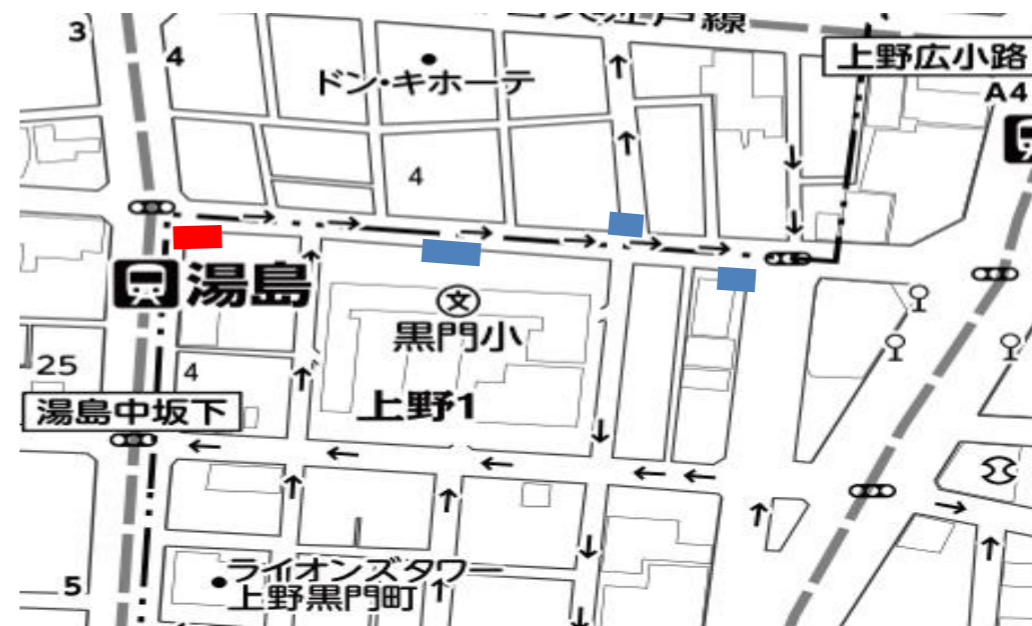 3
4
ドン・キホーテ
上野広小路
A4
4
湯島
文
黒門小
25
4
上野1
湯島中坂下
ライオンズタワー
上野黒門町
5